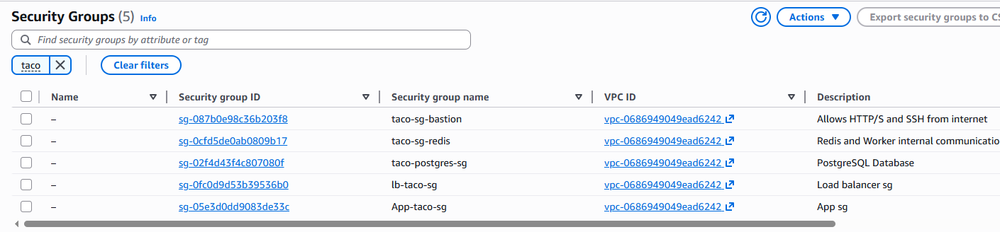 Security Groups (5) Info
Actions
Export security groups to CS
Find security groups by attribute or tag
taco
Clear filters
Name Security group ID Security group name VPC ID Description
– sg-087b0e98c36b203f8 taco-sg-bastion vpc-0686949049ead6242 Allows HTTP/S and SSH from internet
– sg-0cfd5de0ab0809b17 taco-sg-redis vpc-0686949049ead6242 Redis and Worker internal communicatio
– sg-02f4d43f4c807080f taco-postgres-sg vpc-0686949049ead6242 PostgreSQL Database
– sg-0fc0d9d53b39536b0 lb-taco-sg vpc-0686949049ead6242 Load balancer sg
– sg-05e3d0dd9083de33c App-taco-sg vpc-0686949049ead6242 App sg